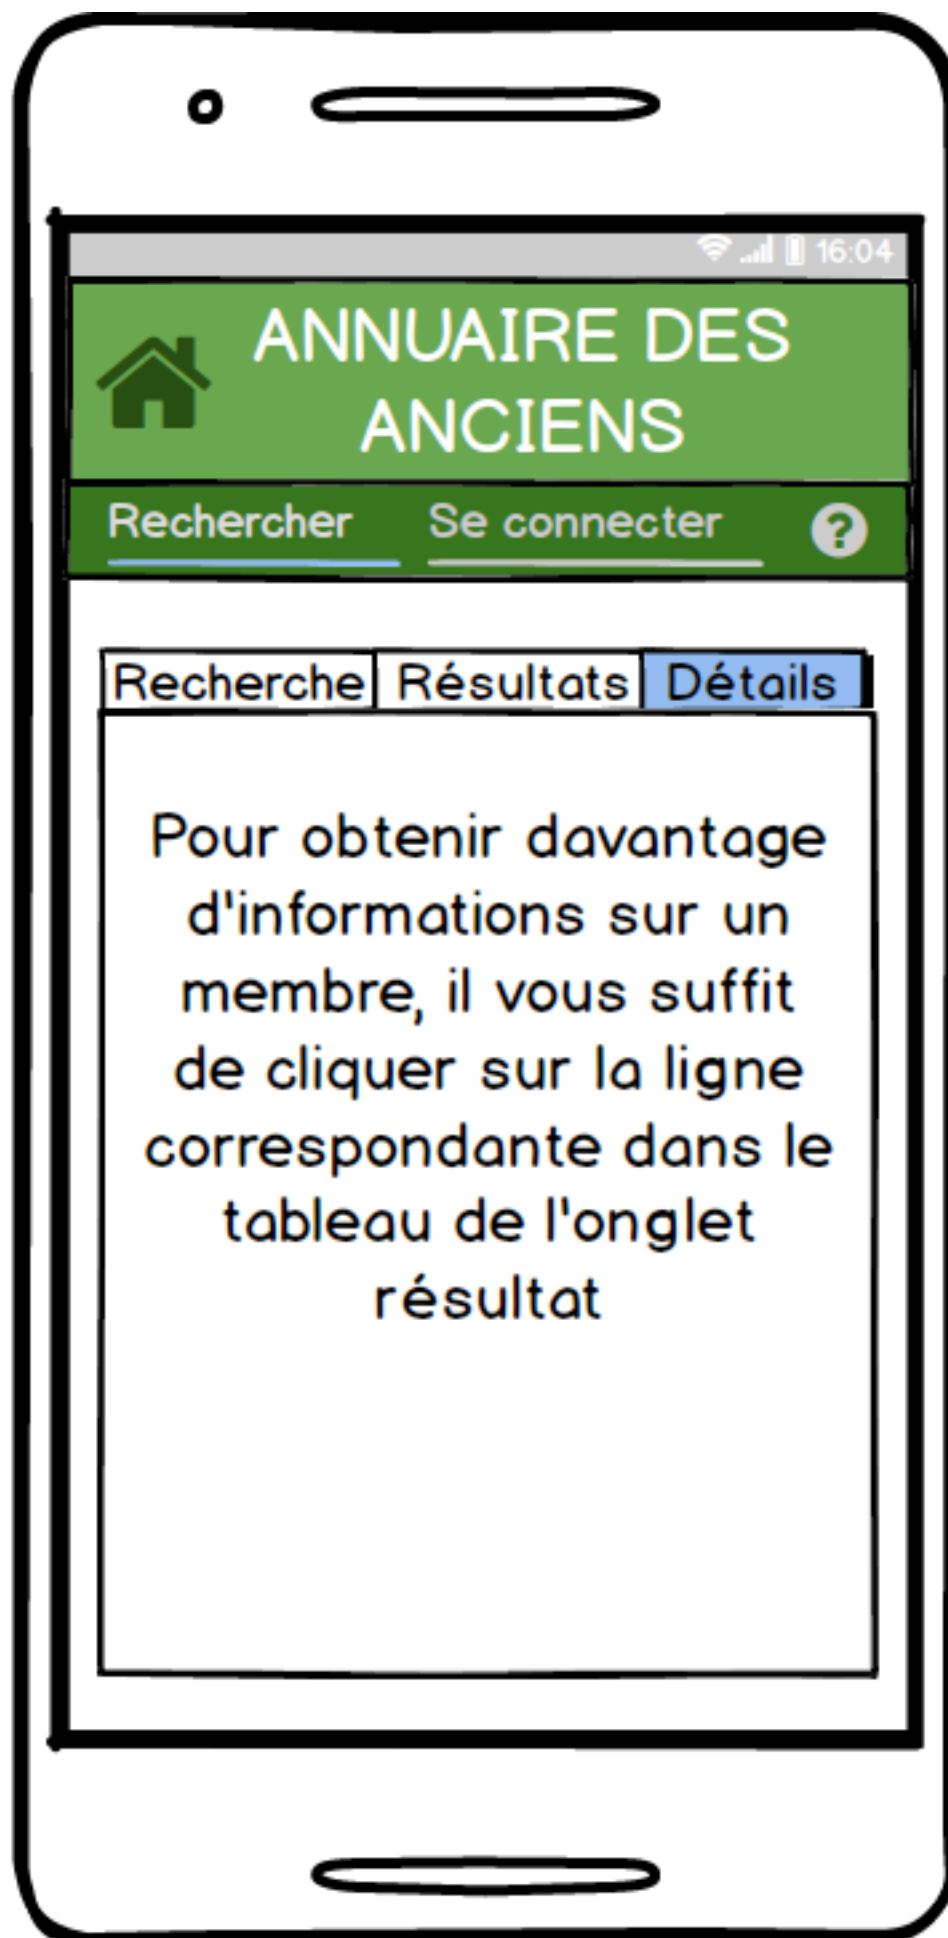 16:04
ANNUAIRE DES
ANCIENS
Rechercher Se connecter ?
Recherche Résultats Détails
Pour obtenir davantage
d'informations sur un
membre, il vous suffit
de cliquer sur la ligne
correspondante dans le
tableau de l'onglet
résultat